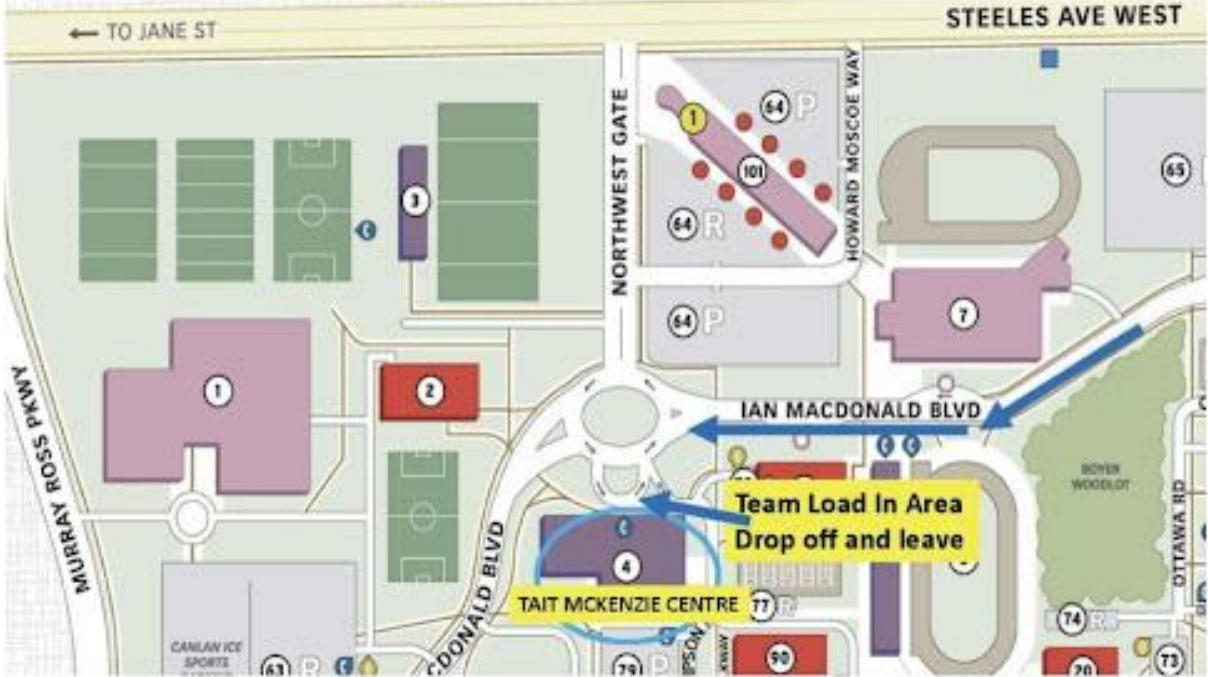 STEELES AVE WEST
← TO JANE ST
NORTHWEST GATE
HOWARD MOSCOE WAY
64 P
1
101
65
3
64 R
64 P
7
1
2
IAN MACDONALD BLVD
MURRAY ROSS PKWY
BOYER
WOODLOT
OTTAWA RD
Team Load In Area
Drop off and leave
4
TAIT MCKENZIE CENTRE
CDONALD BLVD
77 R
74 R
CANLAN ICE
SPORTS
63 R
79 P
90
20
73